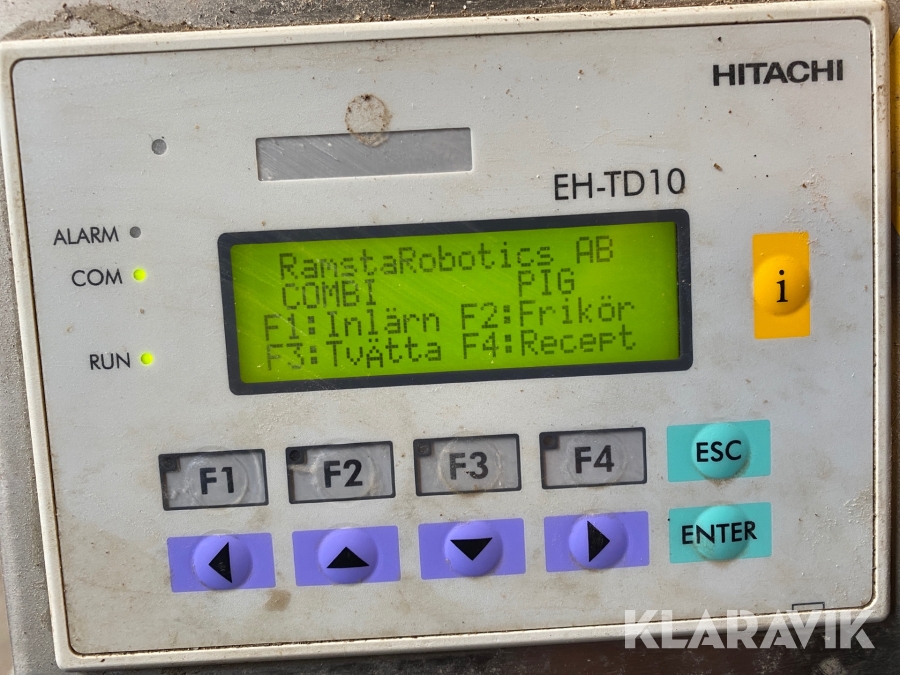 HITACHI
EH-TD10
ALARM
COM
RUN
RamstaRobotics AB
COMBI PIG
F1:Inlärn F2:Frikör
F3:Tvätta F4:Recept
i
F1 F2 F3 F4 ESC
ENTER
KLARAVIK